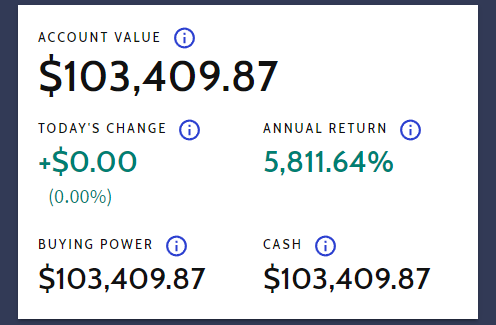 ACCOUNT VALUE
$103,409.87
TODAY'S CHANGE ANNUAL RETURN
+$0.00 5,811.64%
(0.00%)
BUYING POWER CASH
$103,409.87 $103,409.87